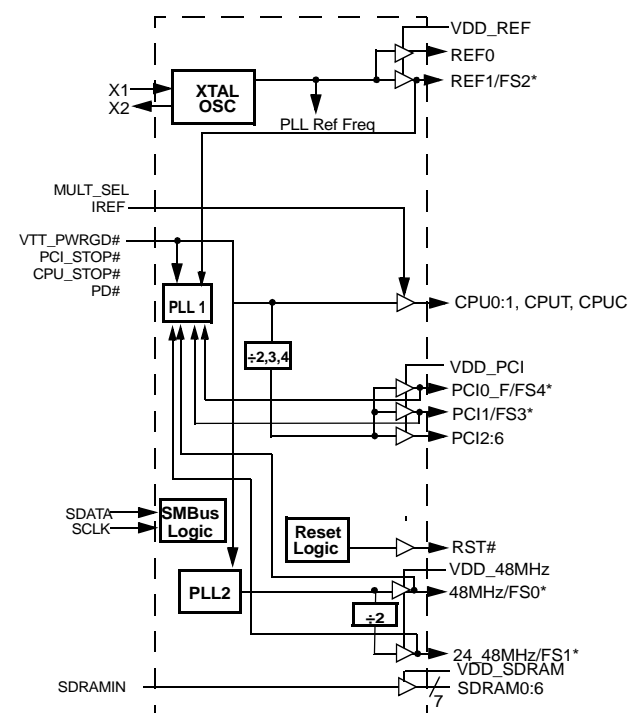 VDD_REF
REF0
REF1/FS2*
X1
X2
XTAL
OSC
PLL Ref Freq
MULT_SEL
IREF
VTT_PWRGD#
PCI_STOP#
CPU_STOP#
PD#
PLL 1
CPU0:1, CPUT, CPUC
÷2,3,4
VDD_PCI
PCI0_F/FS4*
PCI1/FS3*
PCI2:6
SDATA
SCLK
SMBus
Logic
Reset
Logic
RST#
VDD_48MHz
PLL2
48MHz/FS0*
÷2
24_48MHz/FS1*
VDD_SDRAM
SDRAMIN
SDRAM0:6
7